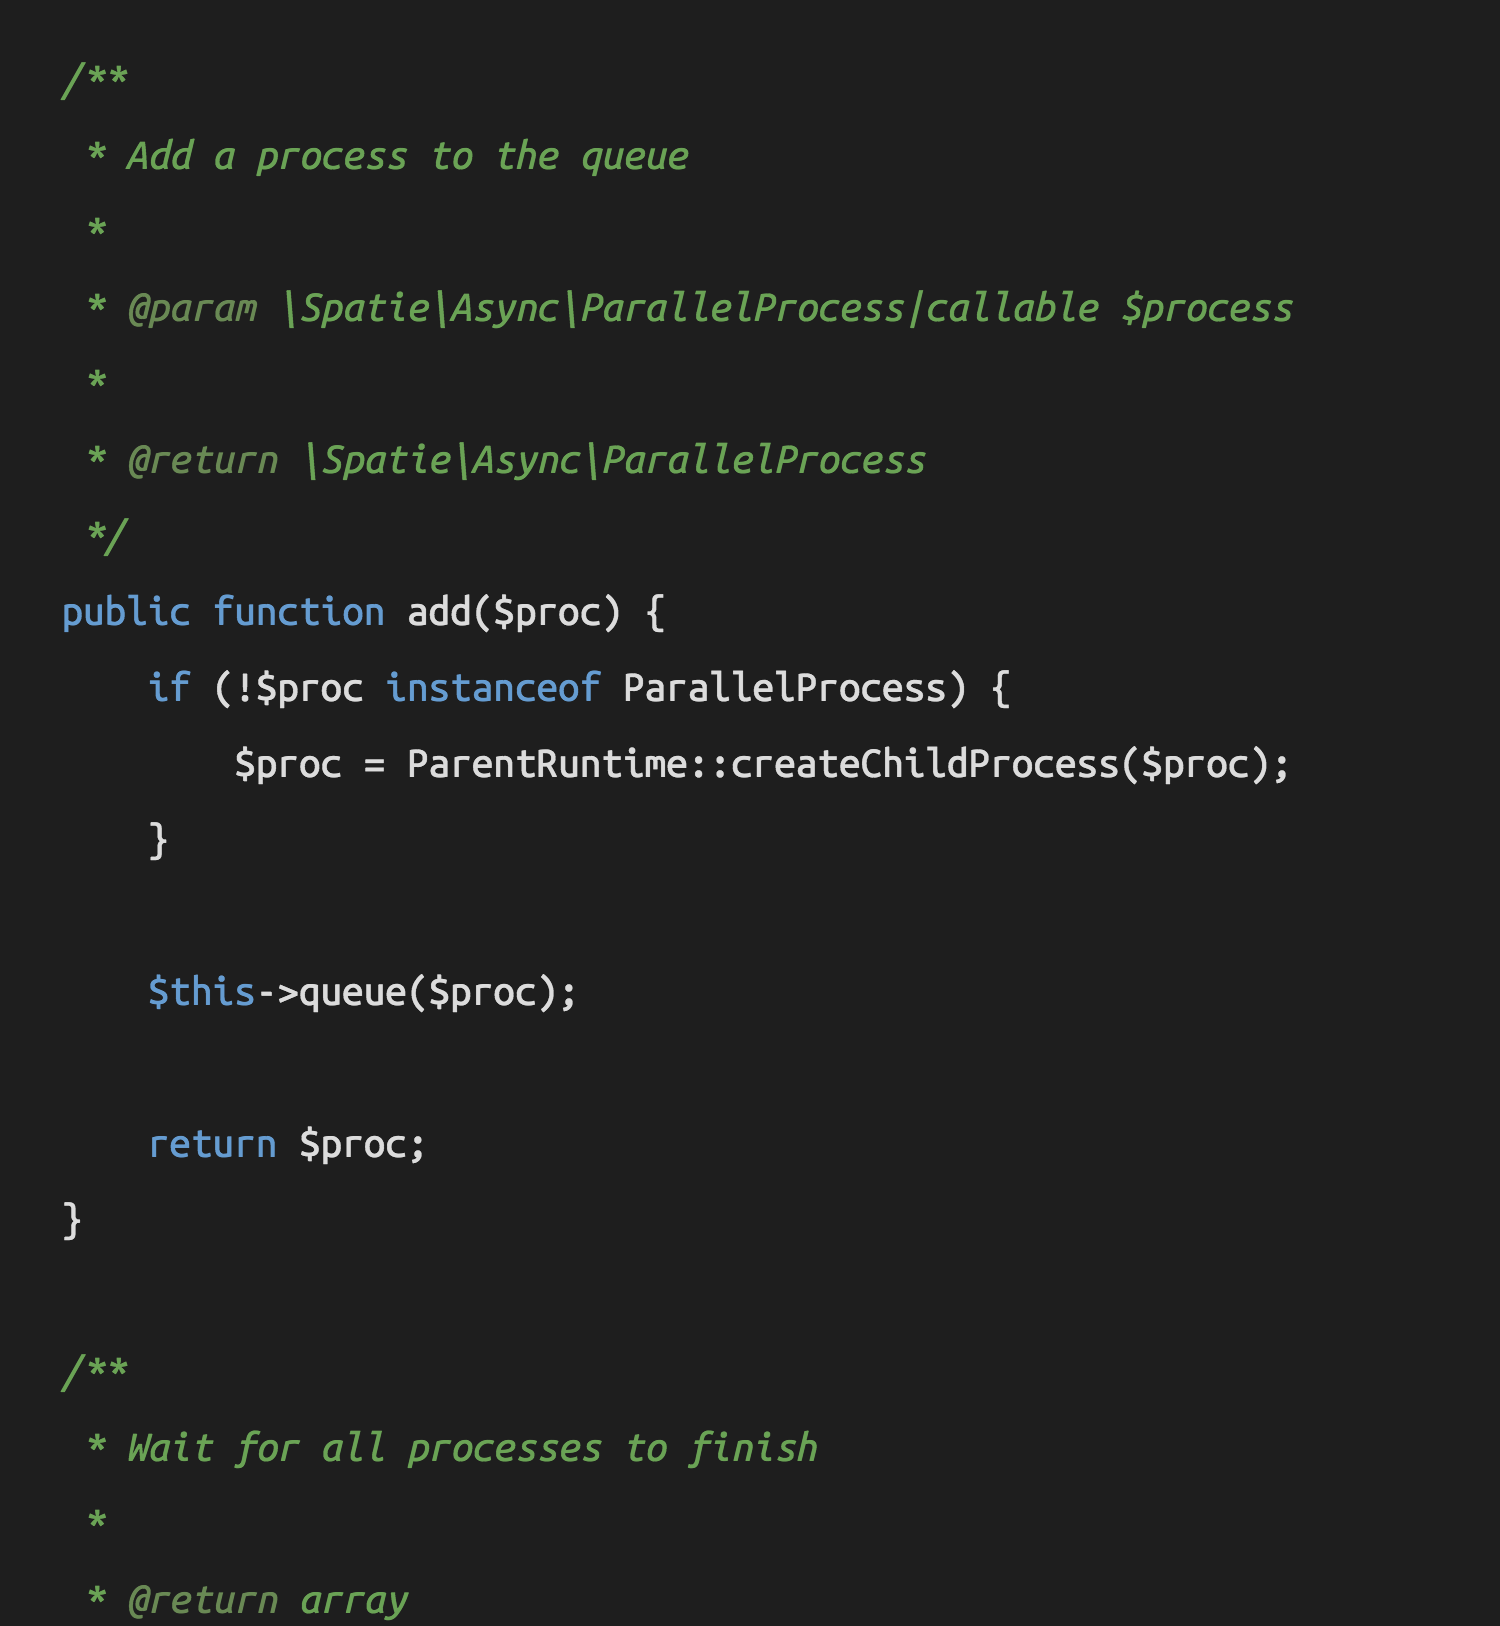 /**
 * Add a process to the queue
 *
 * @param \Spatie\Async\ParallelProcess|callable $process
 *
 * @return \Spatie\Async\ParallelProcess
 */
public function add($proc) {
    if (!$proc instanceof ParallelProcess) {
        $proc = ParentRuntime::createChildProcess($proc);
    }

    $this->queue($proc);

    return $proc;
}

/**
 * Wait for all processes to finish
 *
 * @return array